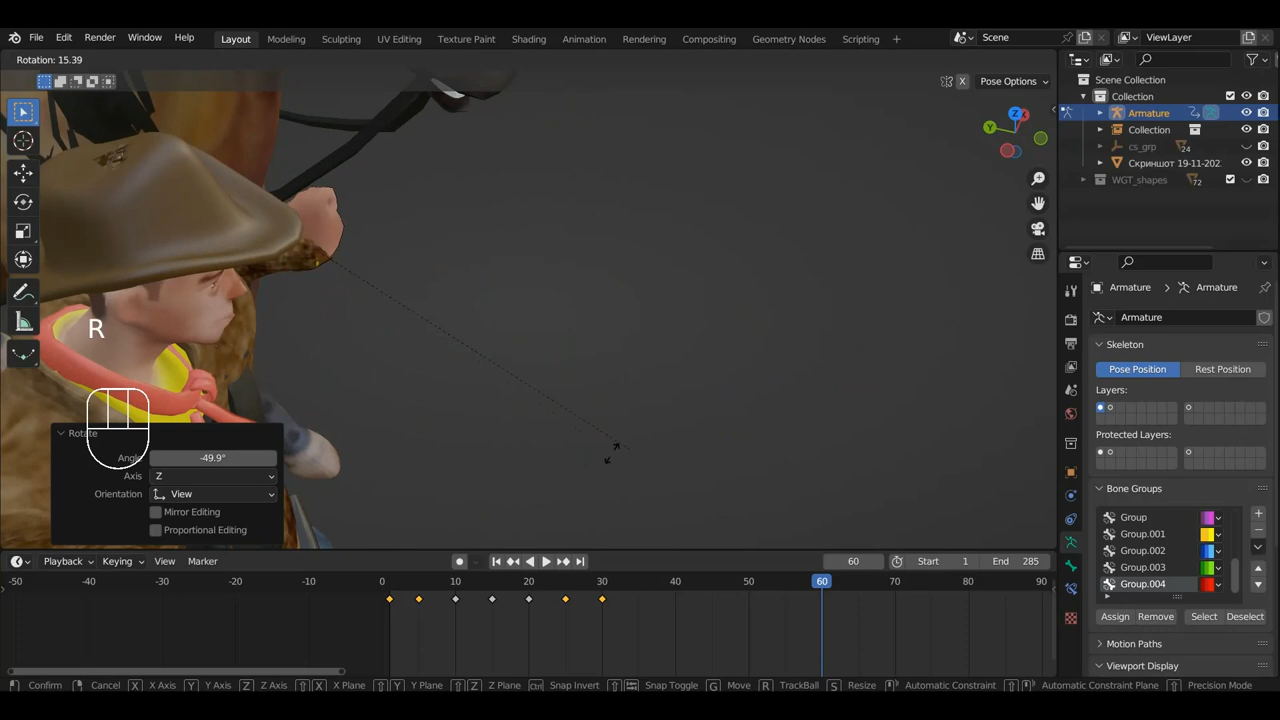 File Edit Render Window Help Layout Modeling Sculpting UV Editing Texture Paint Shading Animation Rendering Compositing Geometry Nodes Scripting + Scene ViewLayer
Rotation: 15.39
X Pose Options
Scene Collection
Collection
Armature
Collection
cs_grp 24
Скриншот 19-11-202
WGT_shapes 72
Z
X
Y
R
Armature > Armature
Armature
Skeleton
Pose Position Rest Position
Layers:
Protected Layers:
Bone Groups
Group
Group.001
Group.002
Group.003
Group.004
Assign Remove Select Deselect
Motion Paths
Viewport Display
Rotate
Angle -49.9°
Axis Z
Orientation View
Mirror Editing
Proportional Editing
Playback Keying View Marker 60 Start 1 End 285
-50 -40 -30 -20 -10 0 10 20 30 40 50 60 70 80 90
Confirm Cancel X X Axis Y Y Axis Z Z Axis X X Plane Y Y Plane Z Z Plane Ctrl Snap Invert Snap Toggle G Move R TrackBall S Resize Automatic Constraint Automatic Constraint Plane Precision Mode